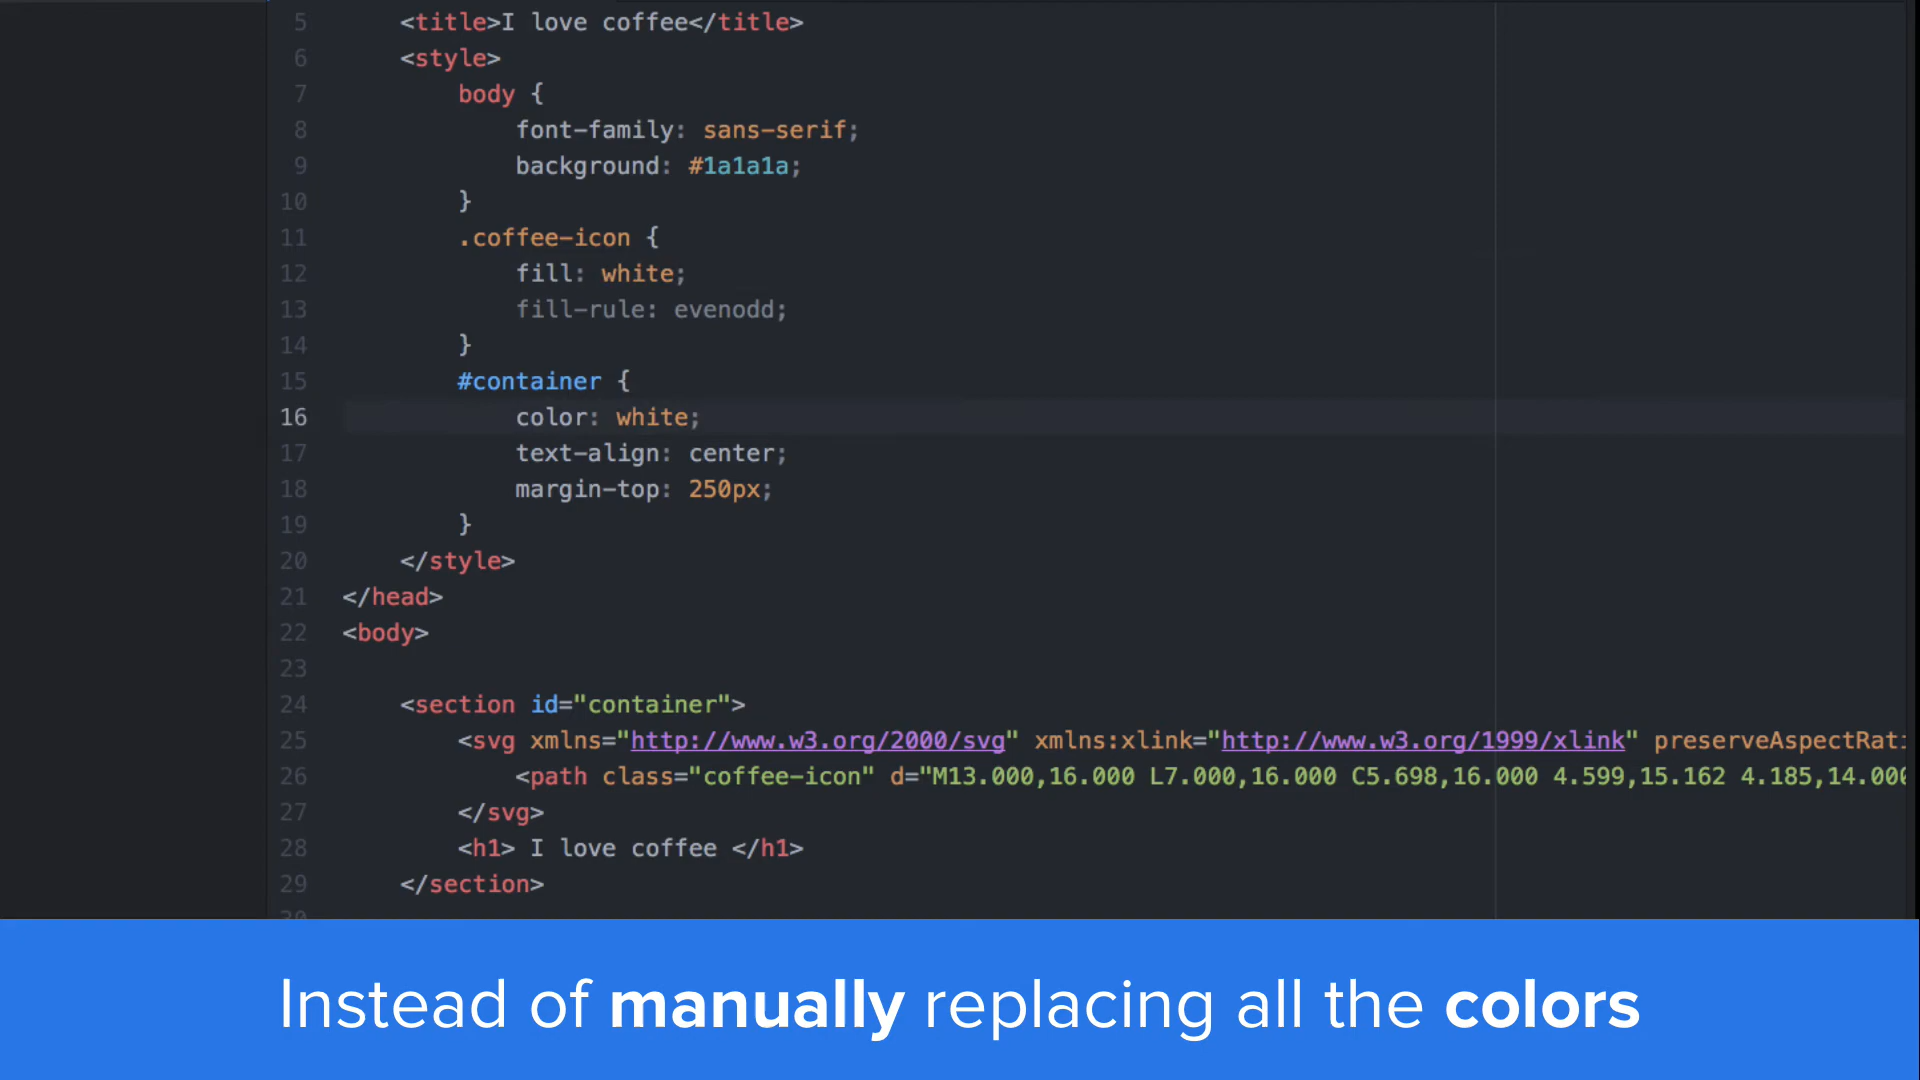 5 <title>I love coffee</title>
6 <style>
7 body {
8 font-family: sans-serif;
9 background: #1a1a1a;
10 }
11 .coffee-icon {
12 fill: white;
13 fill-rule: evenodd;
14 }
15 #container {
16 color: white;
17 text-align: center;
18 margin-top: 250px;
19 }
20 </style>
21 </head>
22 <body>
23
24 <section id="container">
25 <svg xmlns="http://www.w3.org/2000/svg" xmlns:xlink="http://www.w3.org/1999/xlink" preserveAspectRati
26 <path class="coffee-icon" d="M13.000,16.000 L7.000,16.000 C5.698,16.000 4.599,15.162 4.185,14.000
27 </svg>
28 <h1> I love coffee </h1>
29 </section>
30
Instead of manually replacing all the colors